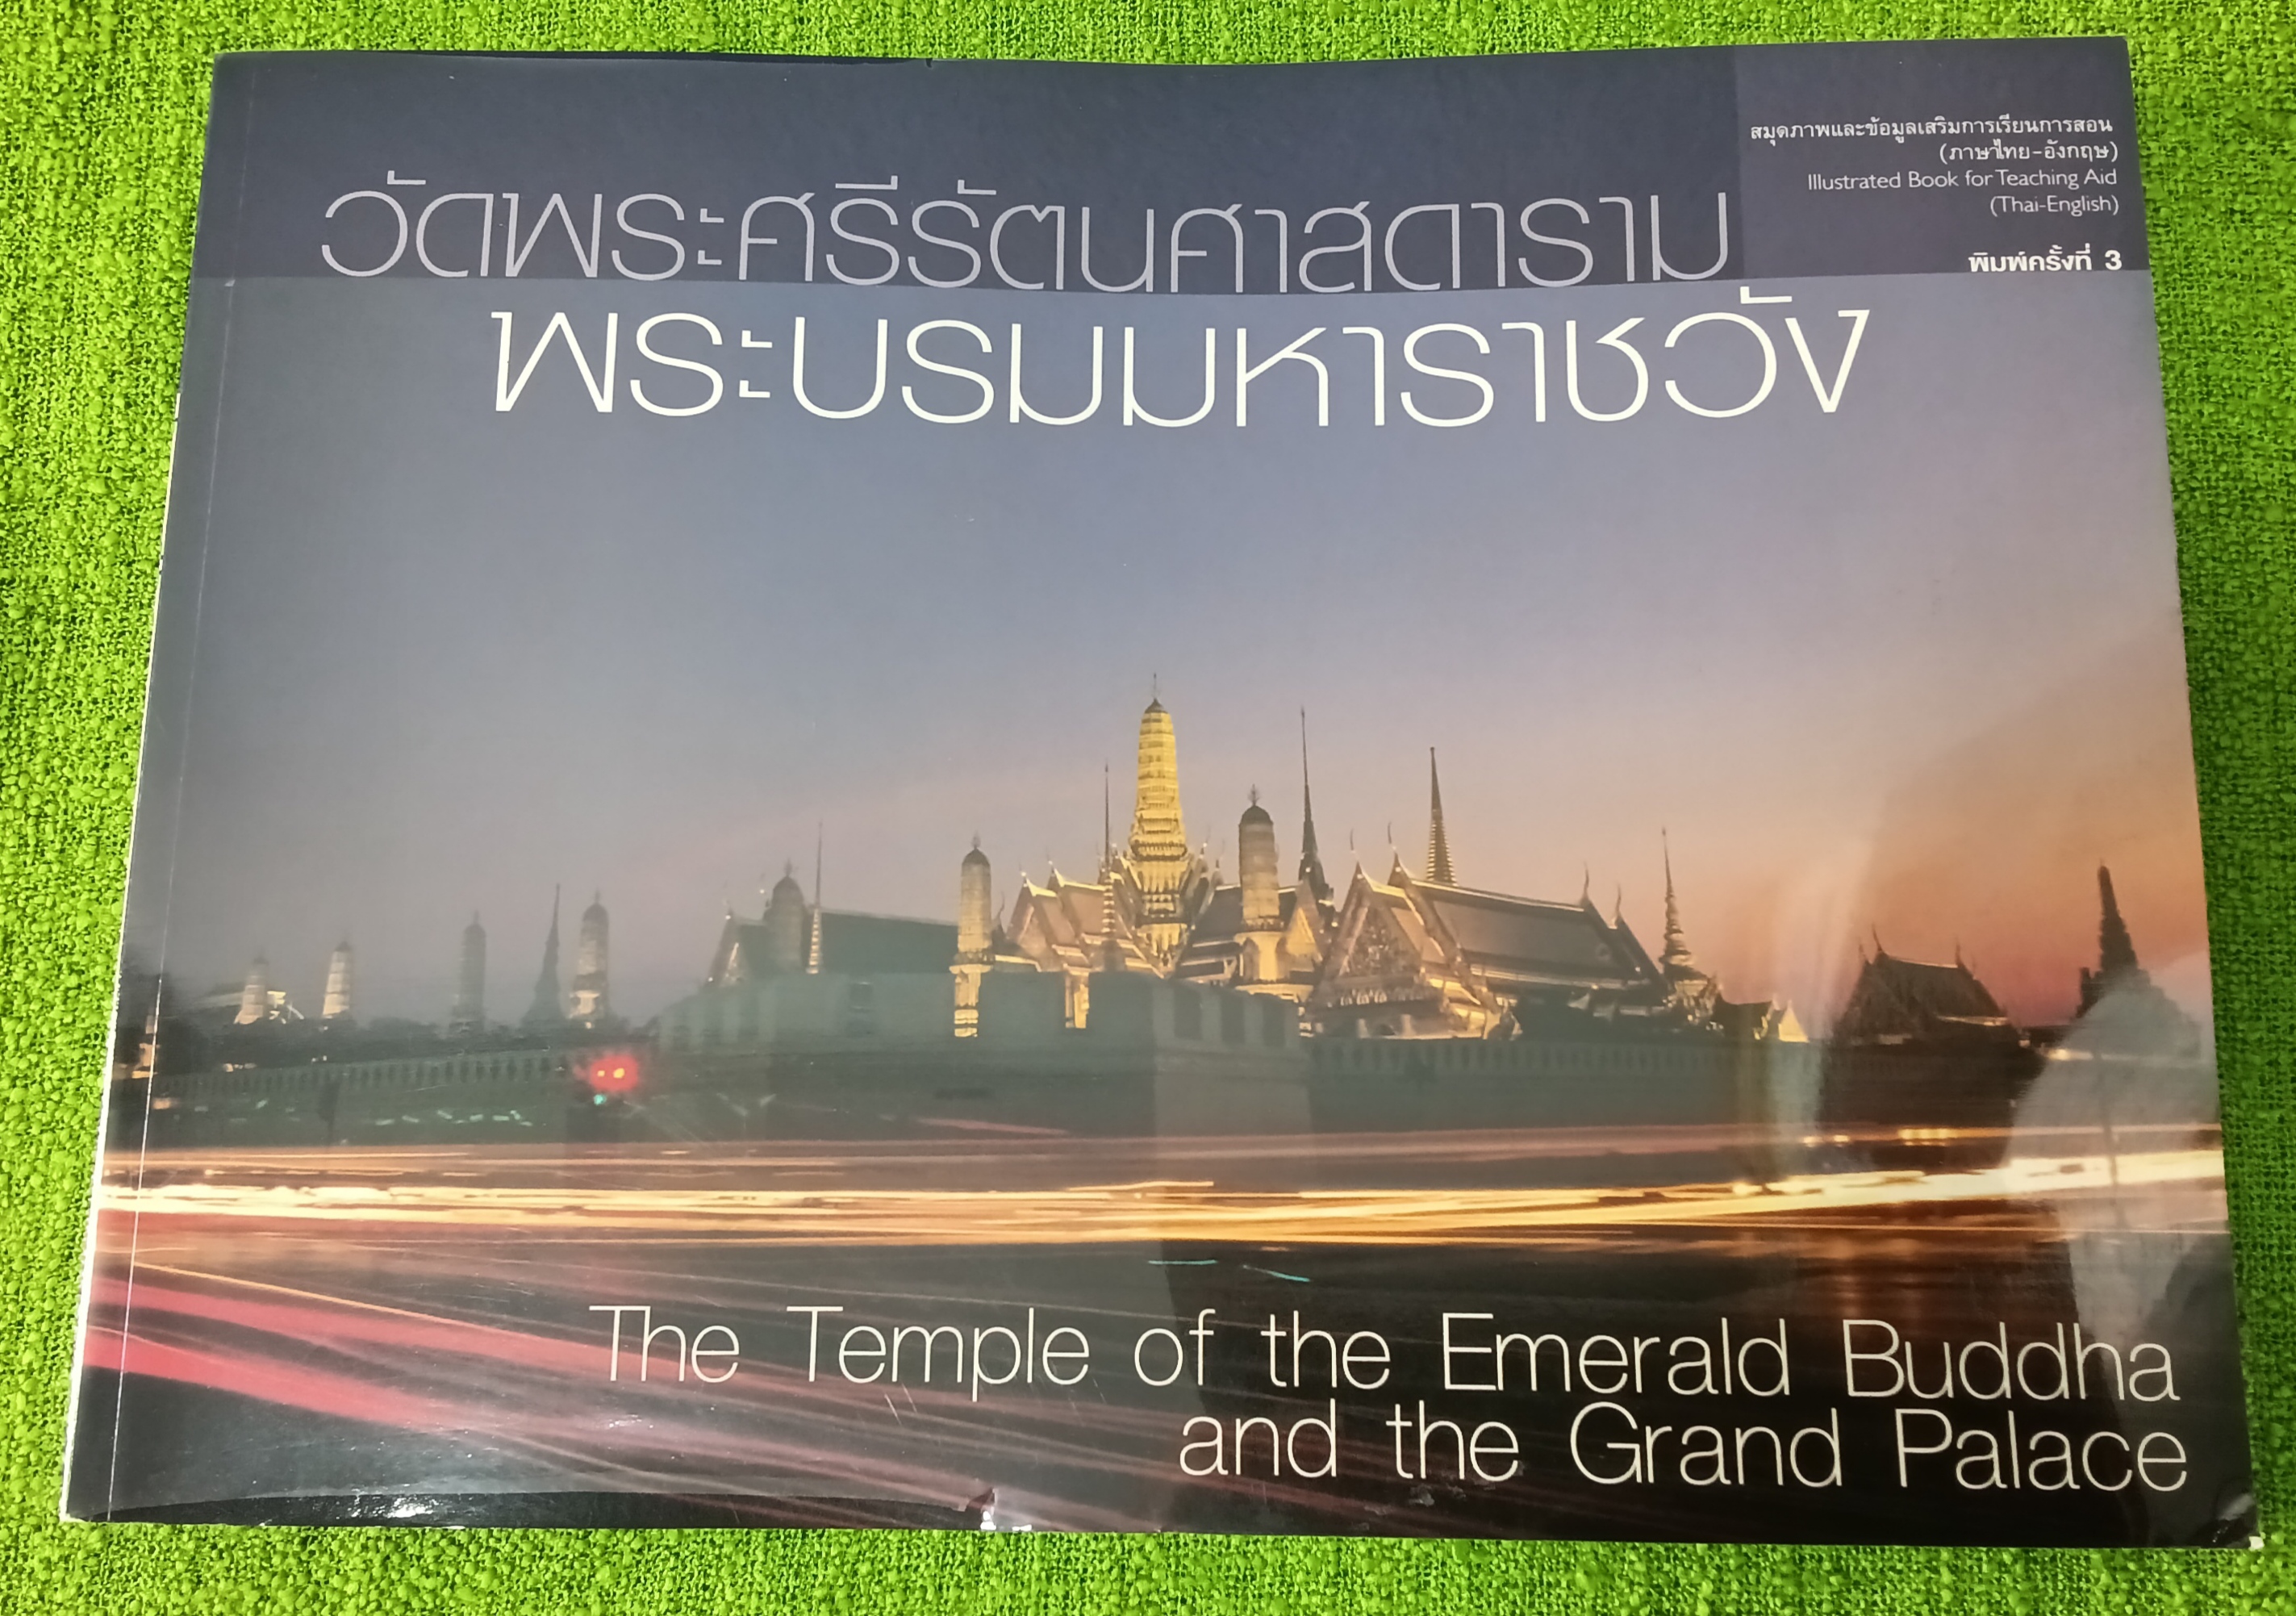 สมุดภาพและข้อมูลเสริมการเรียนการสอน
(ภาษาไทย-อังกฤษ)
Illustrated Book for Teaching Aid
(Thai-English)
พิมพ์ครั้งที่ 3
วัดพระศรีรัตนศาสดาราม
พระบรมมหาราชวัง
The Temple of the Emerald Buddha
and the Grand Palace